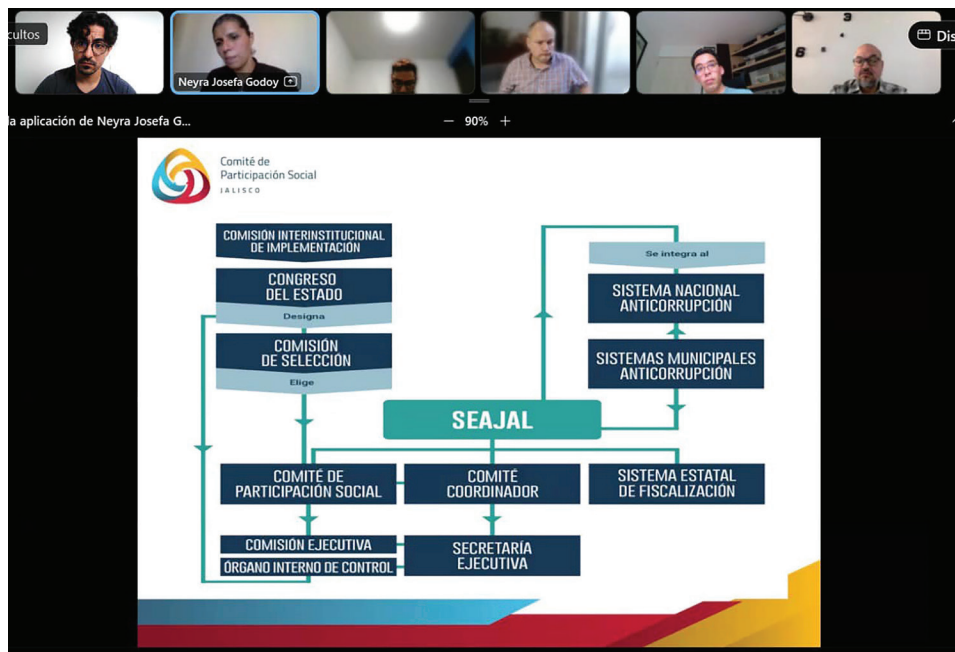 cultos
Neyra Josefa Godoy
Dis
la aplicación de Neyra Josefa G...
90%
Comité de
Participación Social
JALISCO
COMISIÓN INTERINSTITUCIONAL
DE IMPLEMENTACIÓN
CONGRESO
DEL ESTADO
Designa
COMISIÓN
DE SELECCIÓN
Elige
Se integra al
SISTEMA NACIONAL
ANTICORRUPCIÓN
SISTEMAS MUNICIPALES
ANTICORRUPCIÓN
SEAJAL
COMITÉ DE
PARTICIPACIÓN SOCIAL
COMITÉ
COORDINADOR
SISTEMA ESTATAL
DE FISCALIZACIÓN
COMISIÓN EJECUTIVA
ÓRGANO INTERNO DE CONTROL
SECRETARÍA
EJECUTIVA